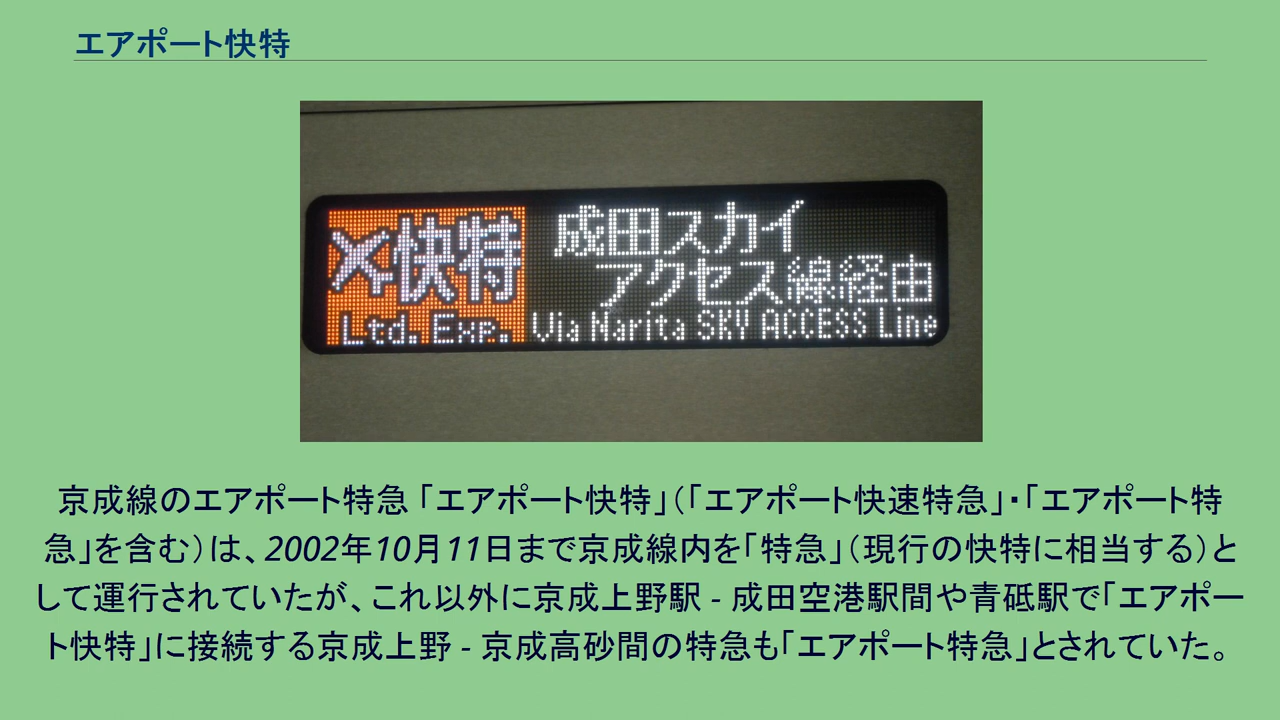 エアポート快特
快特 成田スカイ
アクセス線経由
Ltd. Exp. Via Narita SKY ACCESS Line
京成線のエアポート特急 「エアポート快特」（「エアポート快速特急」・「エアポート特
急」を含む）は、2002年10月11日まで京成線内を「特急」（現行の快特に相当する）と
して運行されていたが、これ以外に京成上野駅 - 成田空港駅間や青砥駅で「エアポー
ト快特」に接続する京成上野 - 京成高砂間の特急も「エアポート特急」とされていた。